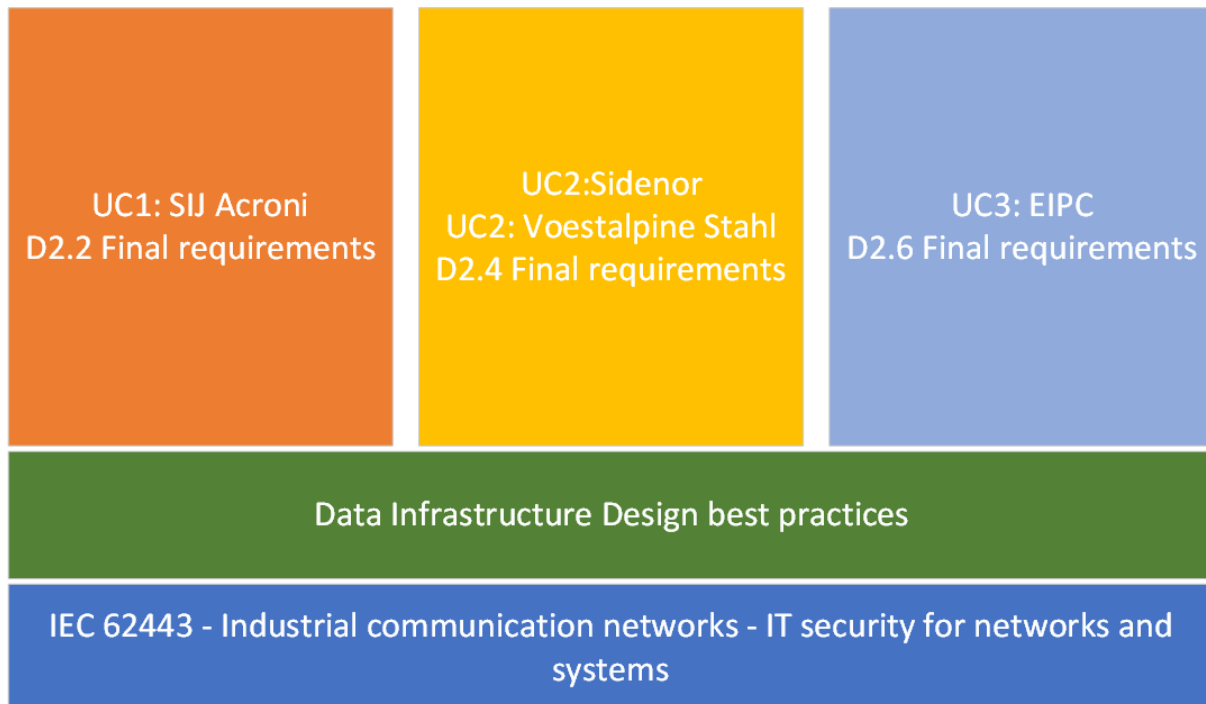 UC1: SIJ Acroni
D2.2 Final requirements
UC2:Sidenor
UC2: Voestalpine Stahl
D2.4 Final requirements
UC3: EIPC
D2.6 Final requirements
Data Infrastructure Design best practices
IEC 62443 - Industrial communication networks - IT security for networks and
systems